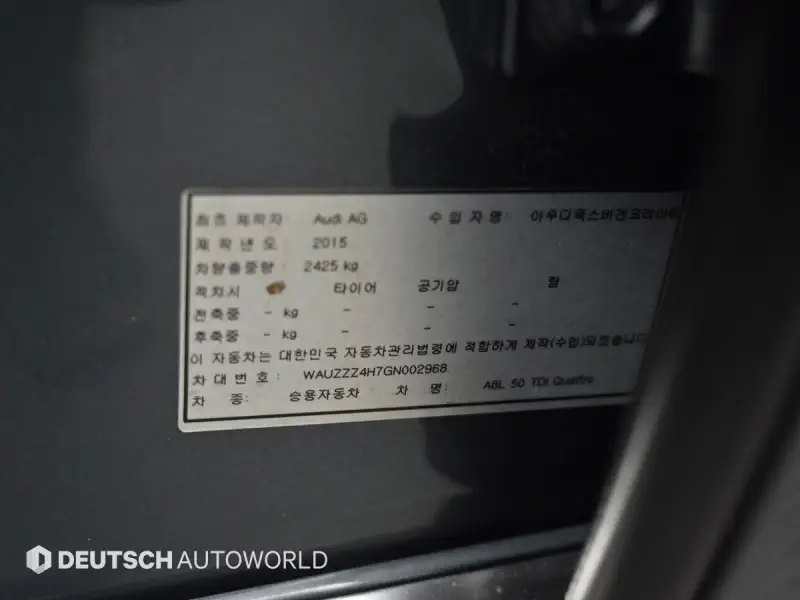 최초 제작자: Audi AG 수입자명: 아우디폭스바겐코리아㈜
제작년도 2015
차량총중량: 2425 kg
적차시 타이어 공기압 림
전축중 - kg - - -
후축중 - kg - - -
이 자동차는 대한민국 자동차관리법령에 적합하게 제작(수입)되었습니다
차대번호: WAUZZZ4H7GN002968
차 종: 승용자동차 차 명: A8L 50 TDI Quattro
DEUTSCH AUTOWORLD